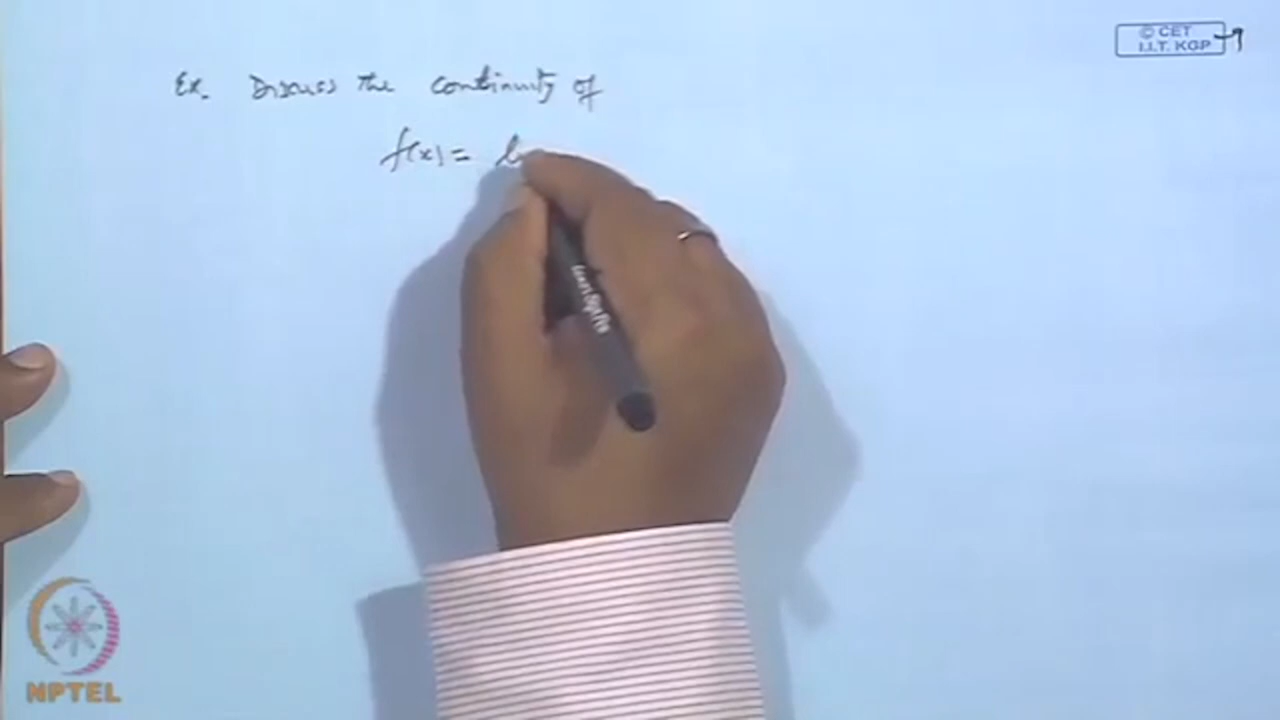 © CET
I.I.T. KGP
Ex. Discuss the continuity of
f(x) =
NPTEL